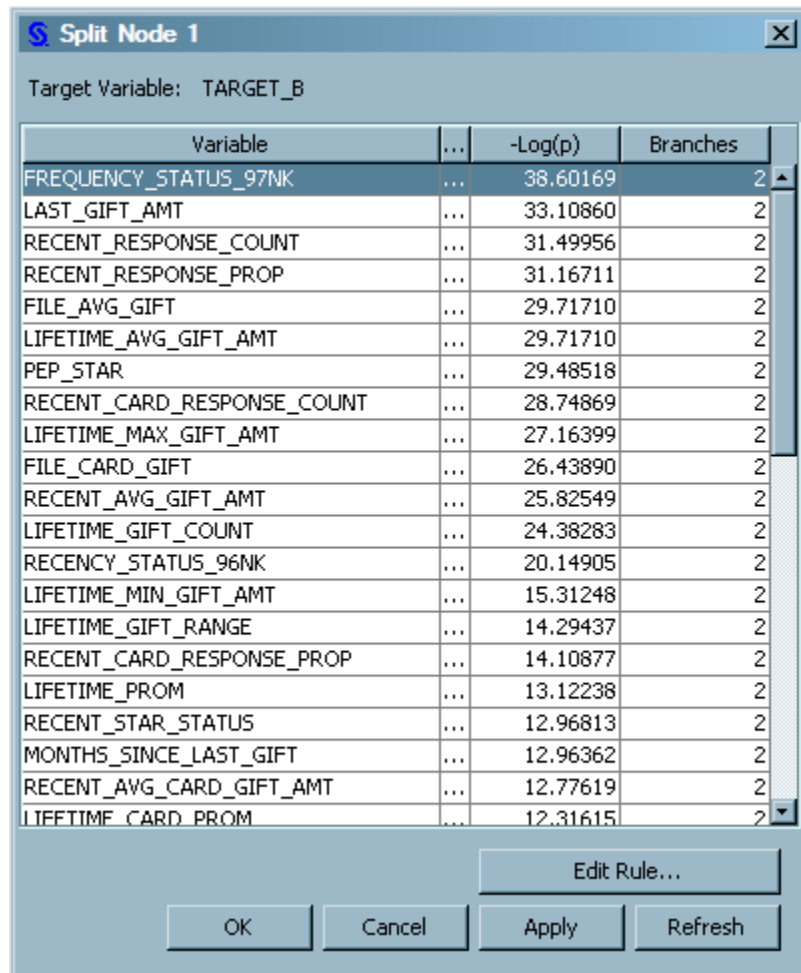 Split Node 1
Target Variable: TARGET_B
Variable ... -Log(p) Branches
FREQUENCY_STATUS_97NK ... 38.60169 2
LAST_GIFT_AMT ... 33.10860 2
RECENT_RESPONSE_COUNT ... 31.49956 2
RECENT_RESPONSE_PROP ... 31.16711 2
FILE_AVG_GIFT ... 29.71710 2
LIFETIME_AVG_GIFT_AMT ... 29.71710 2
PEP_STAR ... 29.48518 2
RECENT_CARD_RESPONSE_COUNT ... 28.74869 2
LIFETIME_MAX_GIFT_AMT ... 27.16399 2
FILE_CARD_GIFT ... 26.43890 2
RECENT_AVG_GIFT_AMT ... 25.82549 2
LIFETIME_GIFT_COUNT ... 24.38283 2
RECENCY_STATUS_96NK ... 20.14905 2
LIFETIME_MIN_GIFT_AMT ... 15.31248 2
LIFETIME_GIFT_RANGE ... 14.29437 2
RECENT_CARD_RESPONSE_PROP ... 14.10877 2
LIFETIME_PROM ... 13.12238 2
RECENT_STAR_STATUS ... 12.96813 2
MONTHS_SINCE_LAST_GIFT ... 12.96362 2
RECENT_AVG_CARD_GIFT_AMT ... 12.77619 2
LIFETIME_CARD_PROM ... 12.31615 2
Edit Rule...
OK Cancel Apply Refresh